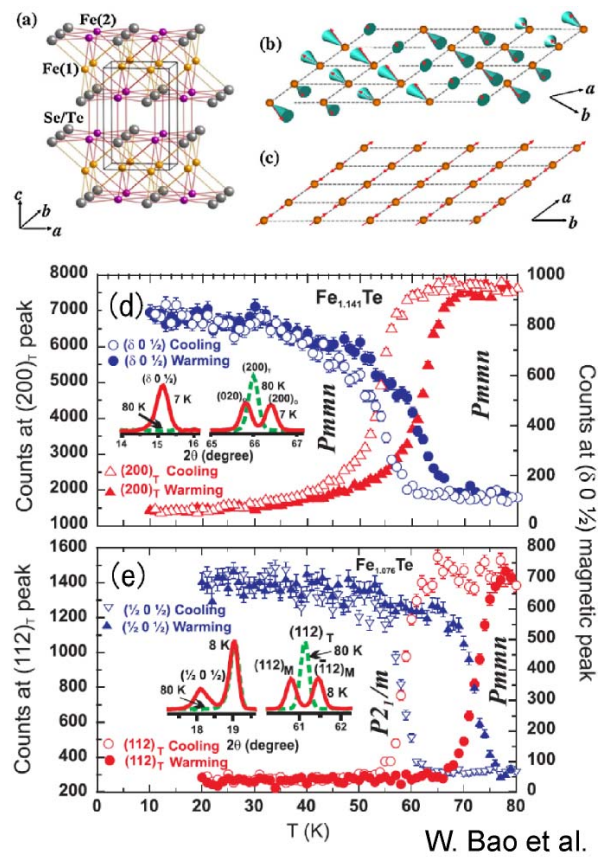 (a)
Fe(2)
Fe(1)
Se/Te
c
b
a
(b)
a
b
(c)
a
b
(d)
Fe1.141Te
8000
7000
6000
5000
4000
3000
2000
1000
Counts at (200)T peak
1000
800
600
400
200
0
Counts at (δ 0 ½) magnetic peak
(δ 0 ½) Cooling
(δ 0 ½) Warming
(δ 0 ½)
7 K
80 K
14 15 16
(200)T
80 K
(020)O
(200)O
7 K
65 66 67
2θ (degree)
Pmmn
Pmmn
(200)T Cooling
(200)T Warming
(e)
Fe1.076Te
1600
1400
1200
1000
800
600
400
200
Counts at (112)T peak
800
700
600
500
400
300
200
100
0
(½ 0 ½) Cooling
(½ 0 ½) Warming
8 K
(½ 0 ½)
80 K
18 19
(112)T
80 K
(112)M
(1̄12)M
8 K
61 62
2θ (degree)
P21/m
Pmmn
(112)T Cooling
(112)T Warming
0 10 20 30 40 50 60 70 80
T (K)
W. Bao et al.